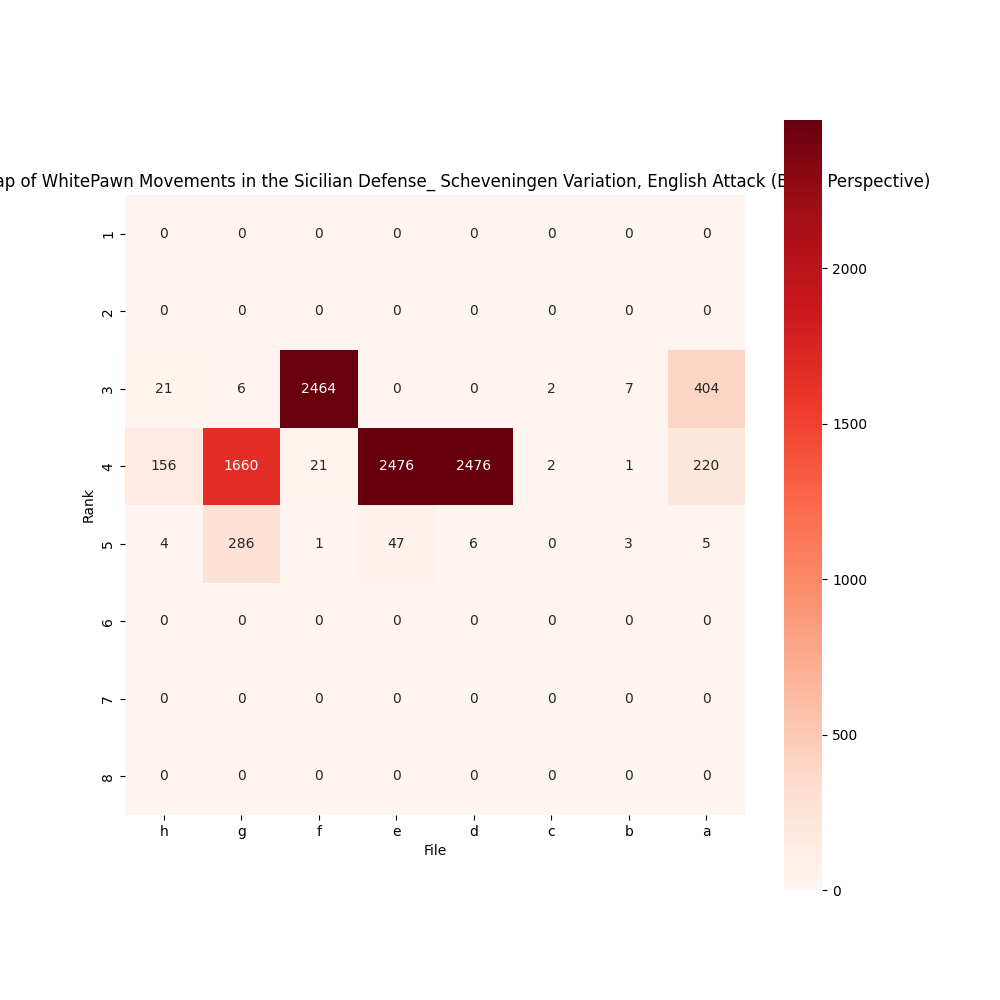 ap of WhitePawn Movements in the Sicilian Defense_ Scheveningen Variation, English Attack ( Perspective)
1 0 0 0 0 0 0 0 0
2 0 0 0 0 0 0 0 0
3 21 6 2464 0 0 2 7 404
4 156 1660 21 2476 2476 2 1 220
5 4 286 1 47 6 0 3 5
6 0 0 0 0 0 0 0 0
7 0 0 0 0 0 0 0 0
8 0 0 0 0 0 0 0 0
Rank
h g f e d c b a
File
2000
1500
1000
500
0